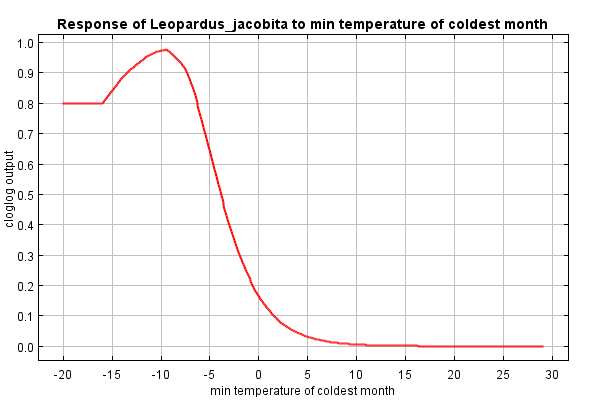 Response of Leopardus_jacobita to min temperature of coldest month
1.0
0.9
0.8
0.7
0.6
0.5
0.4
0.3
0.2
0.1
0.0
cloglog output
-20 -15 -10 -5 0 5 10 15 20 25 30
min temperature of coldest month